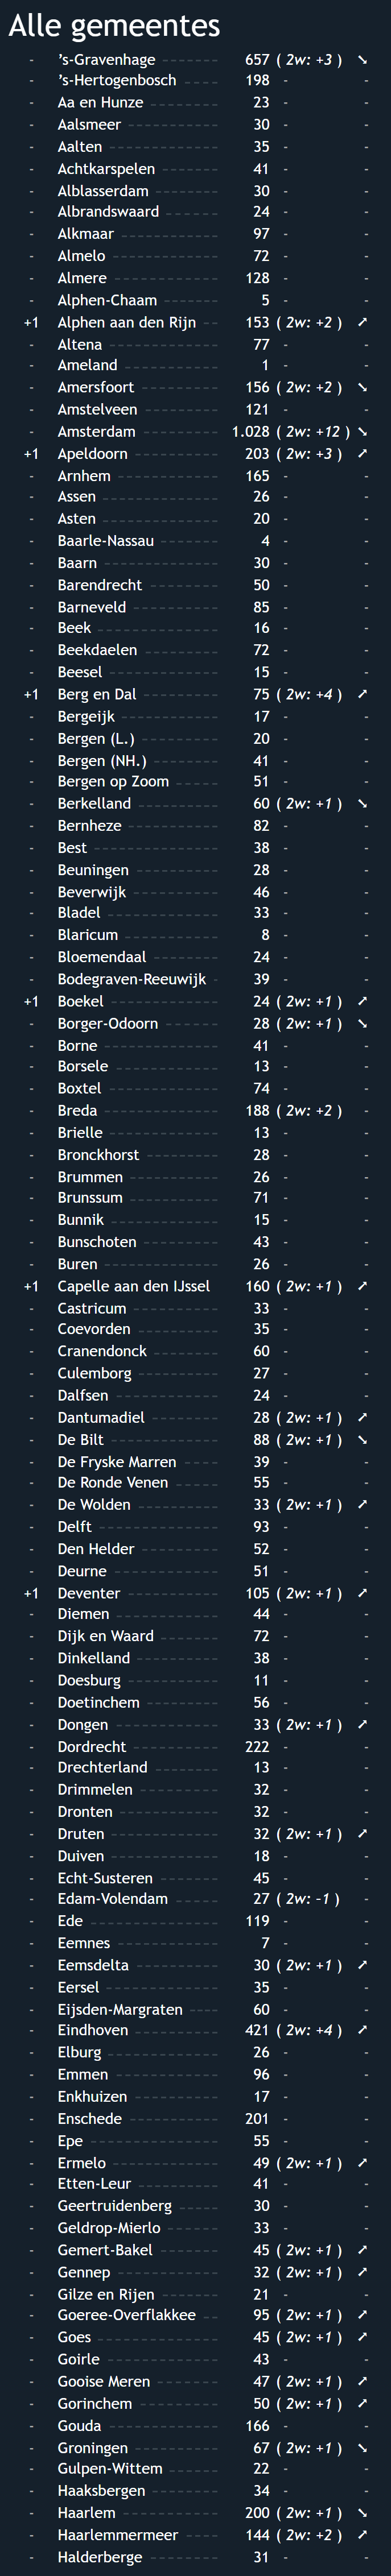 Alle gemeentes
- ’s-Gravenhage 657 ( 2w: +3 ) ➘
- ’s-Hertogenbosch 198 - -
- Aa en Hunze 23 - -
- Aalsmeer 30 - -
- Aalten 35 - -
- Achtkarspelen 41 - -
- Alblasserdam 30 - -
- Albrandswaard 24 - -
- Alkmaar 97 - -
- Almelo 72 - -
- Almere 128 - -
- Alphen-Chaam 5 - -
+1 Alphen aan den Rijn 153 ( 2w: +2 ) ➚
- Altena 77 - -
- Ameland 1 - -
- Amersfoort 156 ( 2w: +2 ) ➘
- Amstelveen 121 - -
- Amsterdam 1.028 ( 2w: +12 ) ➘
+1 Apeldoorn 203 ( 2w: +3 ) ➚
- Arnhem 165 - -
- Assen 26 - -
- Asten 20 - -
- Baarle-Nassau 4 - -
- Baarn 30 - -
- Barendrecht 50 - -
- Barneveld 85 - -
- Beek 16 - -
- Beekdaelen 72 - -
- Beesel 15 - -
+1 Berg en Dal 75 ( 2w: +4 ) ➚
- Bergeijk 17 - -
- Bergen (L.) 20 - -
- Bergen (NH.) 41 - -
- Bergen op Zoom 51 - -
- Berkelland 60 ( 2w: +1 ) ➘
- Bernheze 82 - -
- Best 38 - -
- Beuningen 28 - -
- Beverwijk 46 - -
- Bladel 33 - -
- Blaricum 8 - -
- Bloemendaal 24 - -
- Bodegraven-Reeuwijk 39 - -
+1 Boekel 24 ( 2w: +1 ) ➚
- Borger-Odoorn 28 ( 2w: +1 ) ➘
- Borne 41 - -
- Borsele 13 - -
- Boxtel 74 - -
- Breda 188 ( 2w: +2 ) -
- Brielle 13 - -
- Bronckhorst 28 - -
- Brummen 26 - -
- Brunssum 71 - -
- Bunnik 15 - -
- Bunschoten 43 - -
- Buren 26 - -
+1 Capelle aan den IJssel 160 ( 2w: +1 ) ➚
- Castricum 33 - -
- Coevorden 35 - -
- Cranendonck 60 - -
- Culemborg 27 - -
- Dalfsen 24 - -
- Dantumadiel 28 ( 2w: +1 ) ➚
- De Bilt 88 ( 2w: +1 ) ➘
- De Fryske Marren 39 - -
- De Ronde Venen 55 - -
- De Wolden 33 ( 2w: +1 ) ➚
- Delft 93 - -
- Den Helder 52 - -
- Deurne 51 - -
+1 Deventer 105 ( 2w: +1 ) ➚
- Diemen 44 - -
- Dijk en Waard 72 - -
- Dinkelland 38 - -
- Doesburg 11 - -
- Doetinchem 56 - -
- Dongen 33 ( 2w: +1 ) ➚
- Dordrecht 222 - -
- Drechterland 13 - -
- Drimmelen 32 - -
- Dronten 32 - -
- Druten 32 ( 2w: +1 ) ➚
- Duiven 18 - -
- Echt-Susteren 45 - -
- Edam-Volendam 27 ( 2w: -1 ) -
- Ede 119 - -
- Eemnes 7 - -
- Eemsdelta 30 ( 2w: +1 ) ➚
- Eersel 35 - -
- Eijsden-Margraten 60 - -
- Eindhoven 421 ( 2w: +4 ) ➚
- Elburg 26 - -
- Emmen 96 - -
- Enkhuizen 17 - -
- Enschede 201 - -
- Epe 55 - -
- Ermelo 49 ( 2w: +1 ) ➚
- Etten-Leur 41 - -
- Geertruidenberg 30 - -
- Geldrop-Mierlo 33 - -
- Gemert-Bakel 45 ( 2w: +1 ) ➚
- Gennep 32 ( 2w: +1 ) ➚
- Gilze en Rijen 21 - -
- Goeree-Overflakkee 95 ( 2w: +1 ) ➚
- Goes 45 ( 2w: +1 ) ➚
- Goirle 43 - -
- Gooise Meren 47 ( 2w: +1 ) ➚
- Gorinchem 50 ( 2w: +1 ) ➚
- Gouda 166 - -
- Groningen 67 ( 2w: +1 ) ➘
- Gulpen-Wittem 22 - -
- Haaksbergen 34 - -
- Haarlem 200 ( 2w: +1 ) ➘
- Haarlemmermeer 144 ( 2w: +2 ) ➚
- Halderberge 31 - -